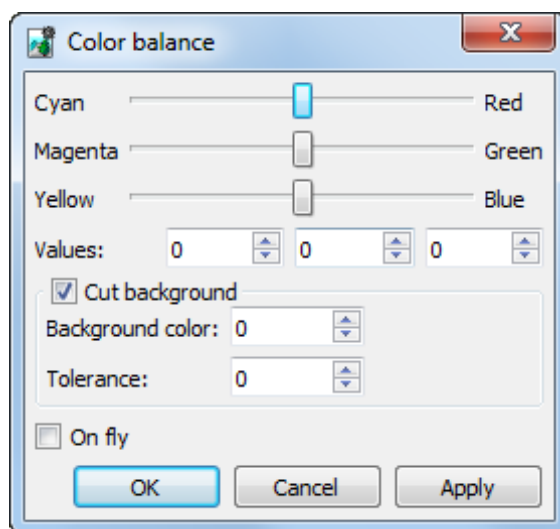 Color balance
Cyan Red
Magenta Green
Yellow Blue
Values: 0 0 0
Cut background
Background color: 0
Tolerance: 0
On fly
OK Cancel Apply